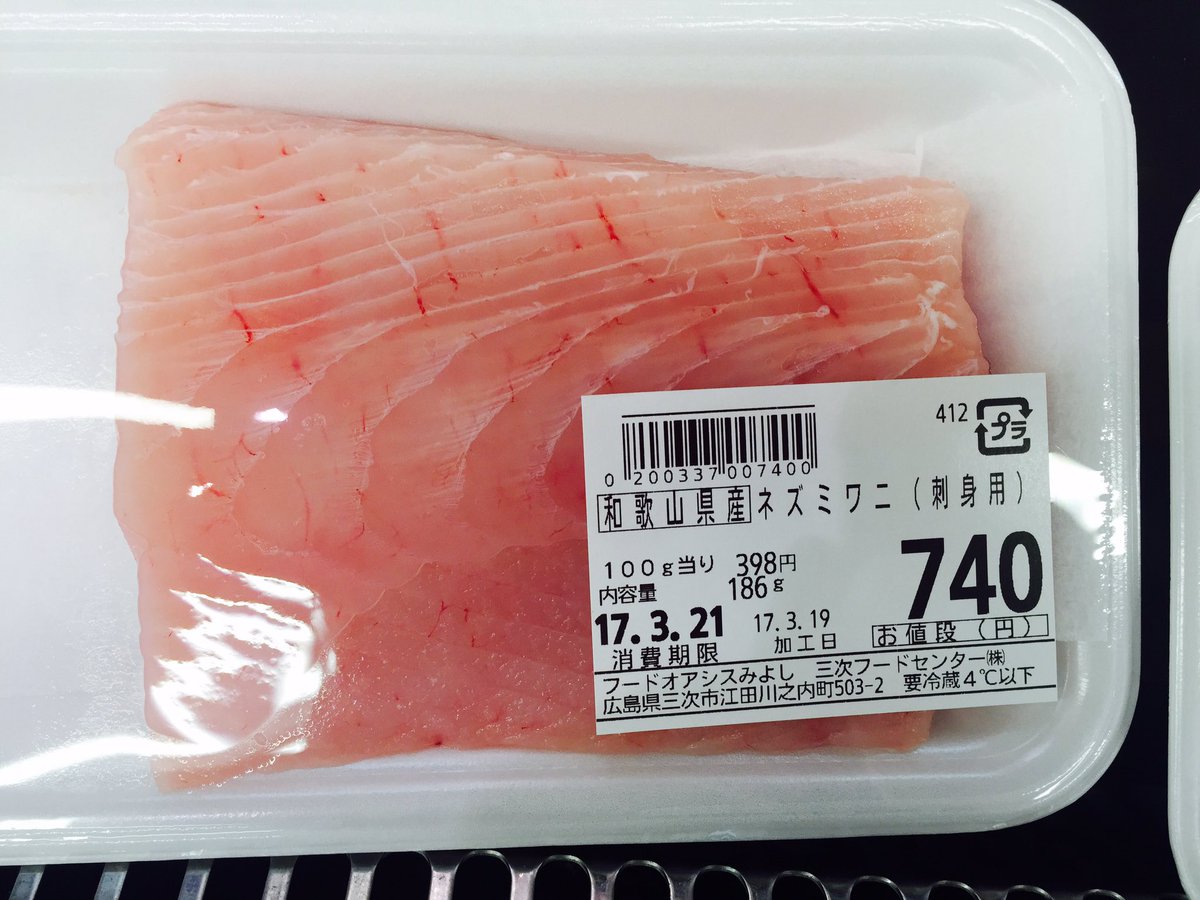 412 プラ
0 200337 007400
和歌山県産 ネズミワニ (刺身用)
100g当り 398円
内容量 186g
740
17.3.21 17.3.19
消費期限 加工日 お値段(円)
フードオアシスみよし 三次フードセンター㈱
広島県三次市江田川之内町503-2 要冷蔵4℃以下